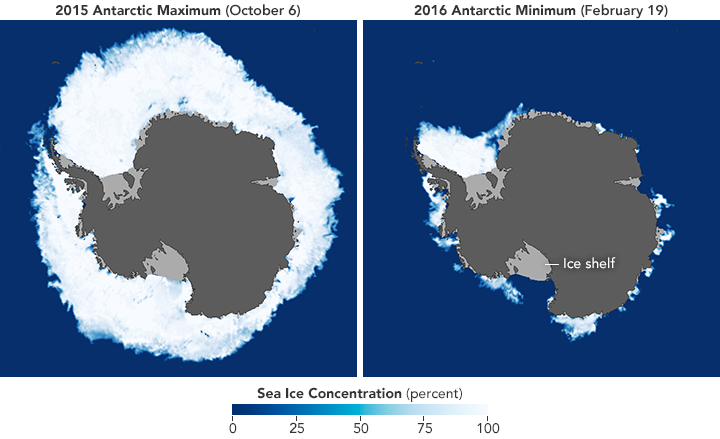 2015 Antarctic Maximum (October 6)
2016 Antarctic Minimum (February 19)
Ice shelf
Sea Ice Concentration (percent)
0 25 50 75 100